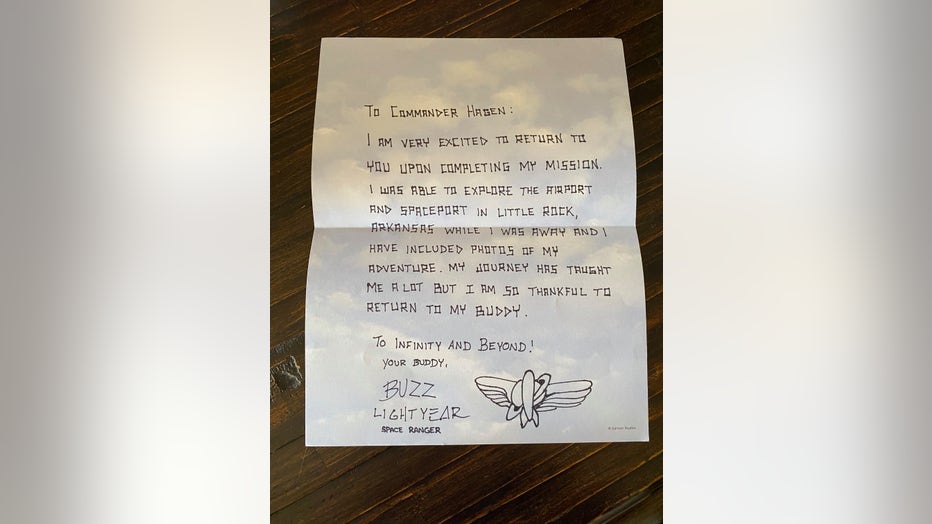 To Commander Hagen:
I am very excited to return to
you upon completing my mission.
I was able to explore the airport
and spaceport in Little Rock,
Arkansas while I was away and I
have included photos of my
adventure. My journey has taught
me a lot but I am so thankful to
return to my buddy.
To Infinity and Beyond!
your buddy,
BUZZ
LIGHTYEAR
SPACE RANGER